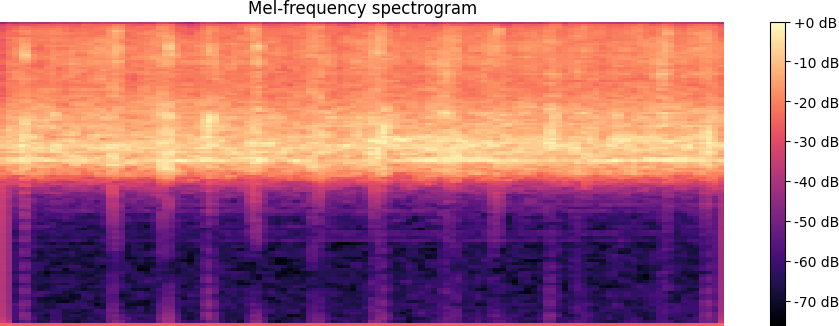 Mel-frequency spectrogram
+0 dB
-10 dB
-20 dB
-30 dB
-40 dB
-50 dB
-60 dB
-70 dB